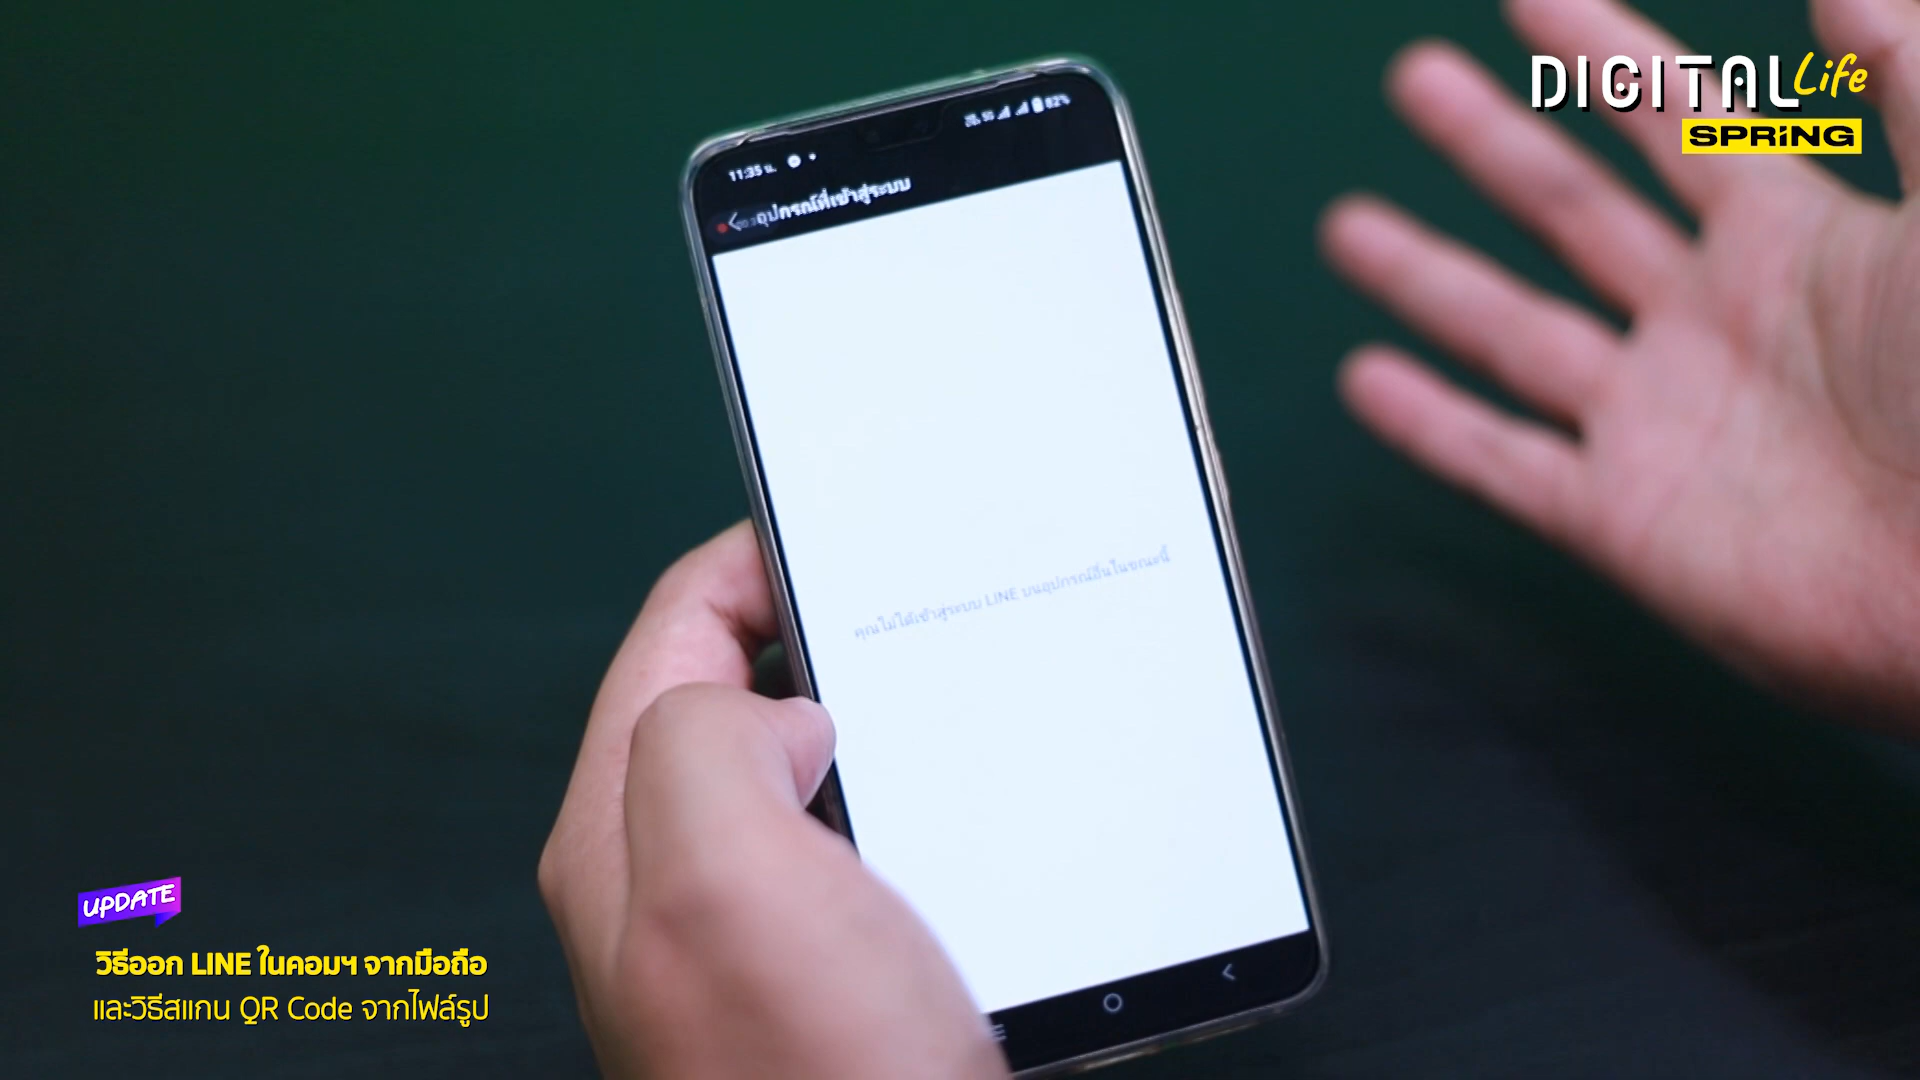 DIGITAL Life
SPRiNG
11:35 น.
82%
อุปกรณ์ที่เข้าสู่ระบบ
คุณไม่ได้เข้าสู่ระบบ LINE บนอุปกรณ์อื่นในขณะนี้
UPDATE
วิธีออก LINE ในคอมฯ จากมือถือ
และวิธีสแกน QR Code จากไฟล์รูป